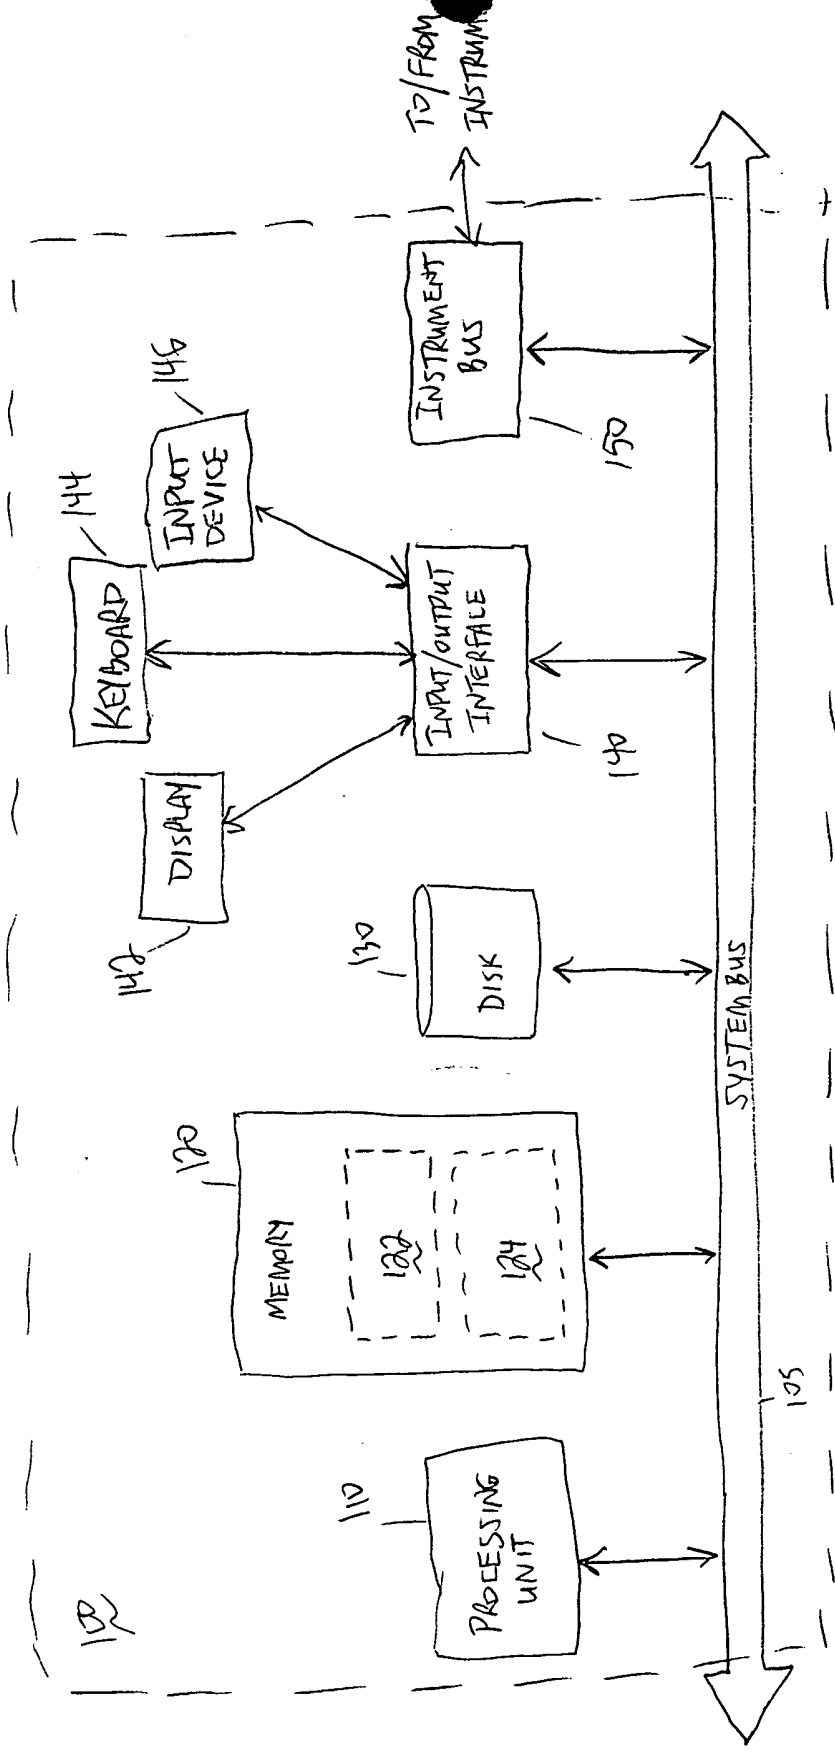 100
110
PROCESSING
UNIT
120
MEMORY
122
124
130
DISK
142
DISPLAY
KEYBOARD
144
INPUT
DEVICE
146
INPUT/OUTPUT
INTERFACE
140
INSTRUMENT
BUS
150
TO/FROM
SYSTEM BUS
105